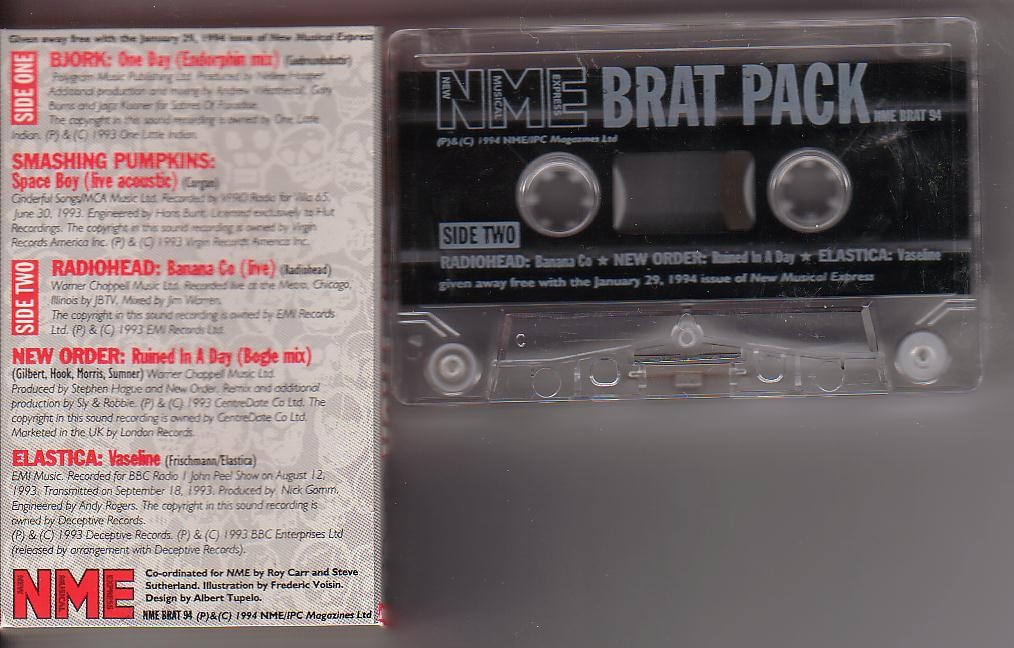 Given away free with the January 29, 1994 issue of New Musical Express
SIDE ONE
BJORK: One Day (Endorphin mix) (Gudmundsdottir)
Polygram Music Publishing Ltd. Produced by Nellee Hooper.
Additional production and mixing by Andrew Weatherall, Gary
Burns and Jagz Kooner for Sabres Of Paradise.
The copyright in this sound recording is owned by One Little
Indian. (P) & (C) 1993 One Little Indian.
SMASHING PUMPKINS:
Space Boy (live acoustic) (Corgan)
Cinderful Songs/MCA Music Ltd. Recorded by VPRO Radio for Villa 65,
June 30, 1993. Engineered by Hans Bunt. Licensed exclusively to Hut
Recordings. The copyright in this sound recording is owned by Virgin
Records America Inc. (P) & (C) 1993 Virgin Records America Inc.
SIDE TWO
RADIOHEAD: Banana Co (live) (Radiohead)
Warner Chappell Music Ltd. Recorded live at the Metro, Chicago,
Illinois by JBTV, Mixed by Jim Warren.
The sound recording is owned by EMI Records
Ltd. (P) & (C) 1993 EMI Records Ltd.
NEW ORDER: Ruined In A Day (Bogle mix)
(Gilbert, Hook, Morris, Sumner) Warner Chappell Music Ltd.
Produced by Stephen Hague and New Order. Remix and additional
production by Sly & Robbie. (P) & (C) 1993 CentreDate Co Ltd. The
copyright in this sound recording is owned by CentreDate Co Ltd.
Marketed in the UK by London Records.
ELASTICA: Vaseline (Frischmann/Elastica)
EMI Music. Recorded for BBC Radio 1 John Peel Show on August 12,
1993. Transmitted on September 18, 1993. Produced by Nick Gomm.
Engineered by Andy Rogers. The copyright in this sound recording is
owned by Deceptive Records.
(P) & (C) 1993 Deceptive Records. (P) & (C) 1993 BBC Enterprises Ltd
(released by arrangement with Deceptive Records).
NME
NEW MUSICAL EXPRESS
Co-ordinated for NME by Roy Carr and Steve
Sutherland. Illustration by Frederic Voisin.
Design by Albert Tupelo.
NME BRAT 94 (P)&(C) 1994 NME/IPC Magazines Ltd
NME BRAT PACK
NEW MUSICAL EXPRESS
NME BRAT 94
(P)&(C) 1994 NME/IPC Magazines Ltd
SIDE TWO
RADIOHEAD: Banana Co ★ NEW ORDER: Ruined In A Day ★ ELASTICA: Vaseline
given away free with the January 29, 1994 issue of New Musical Express
C